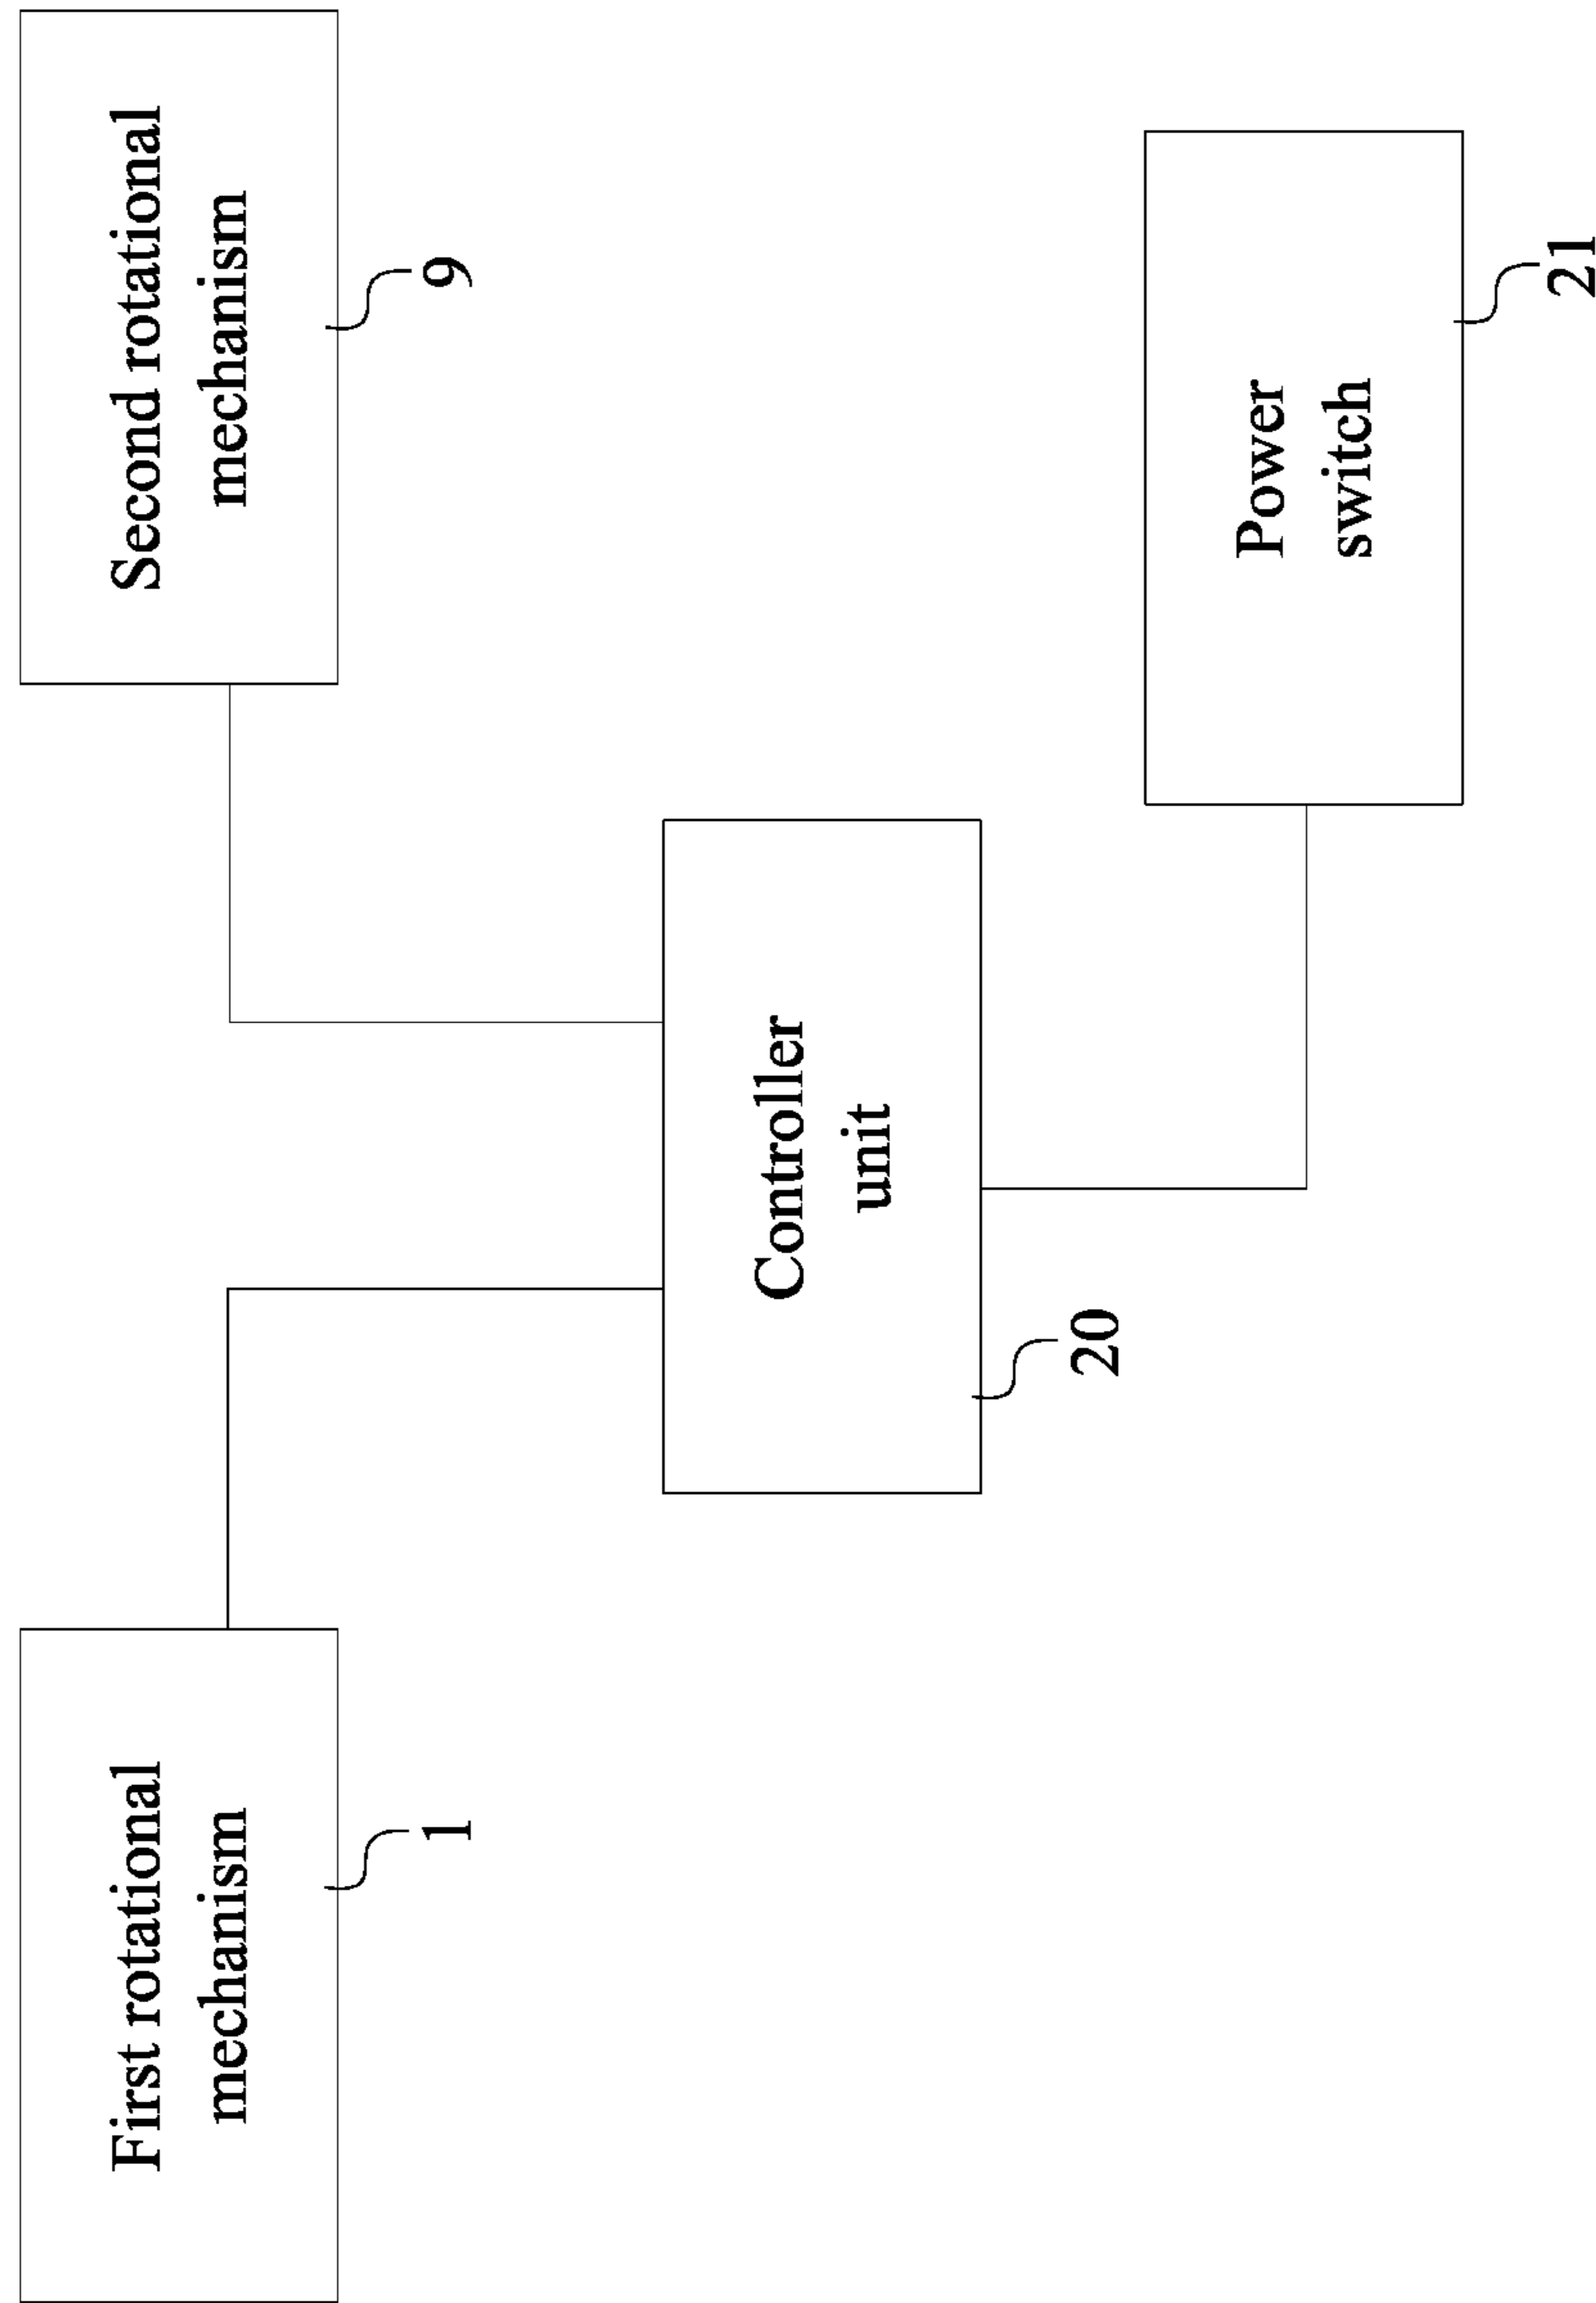 First rotational
mechanism
1
Second rotational
mechanism
9
Controller
unit
20
Power
switch
21